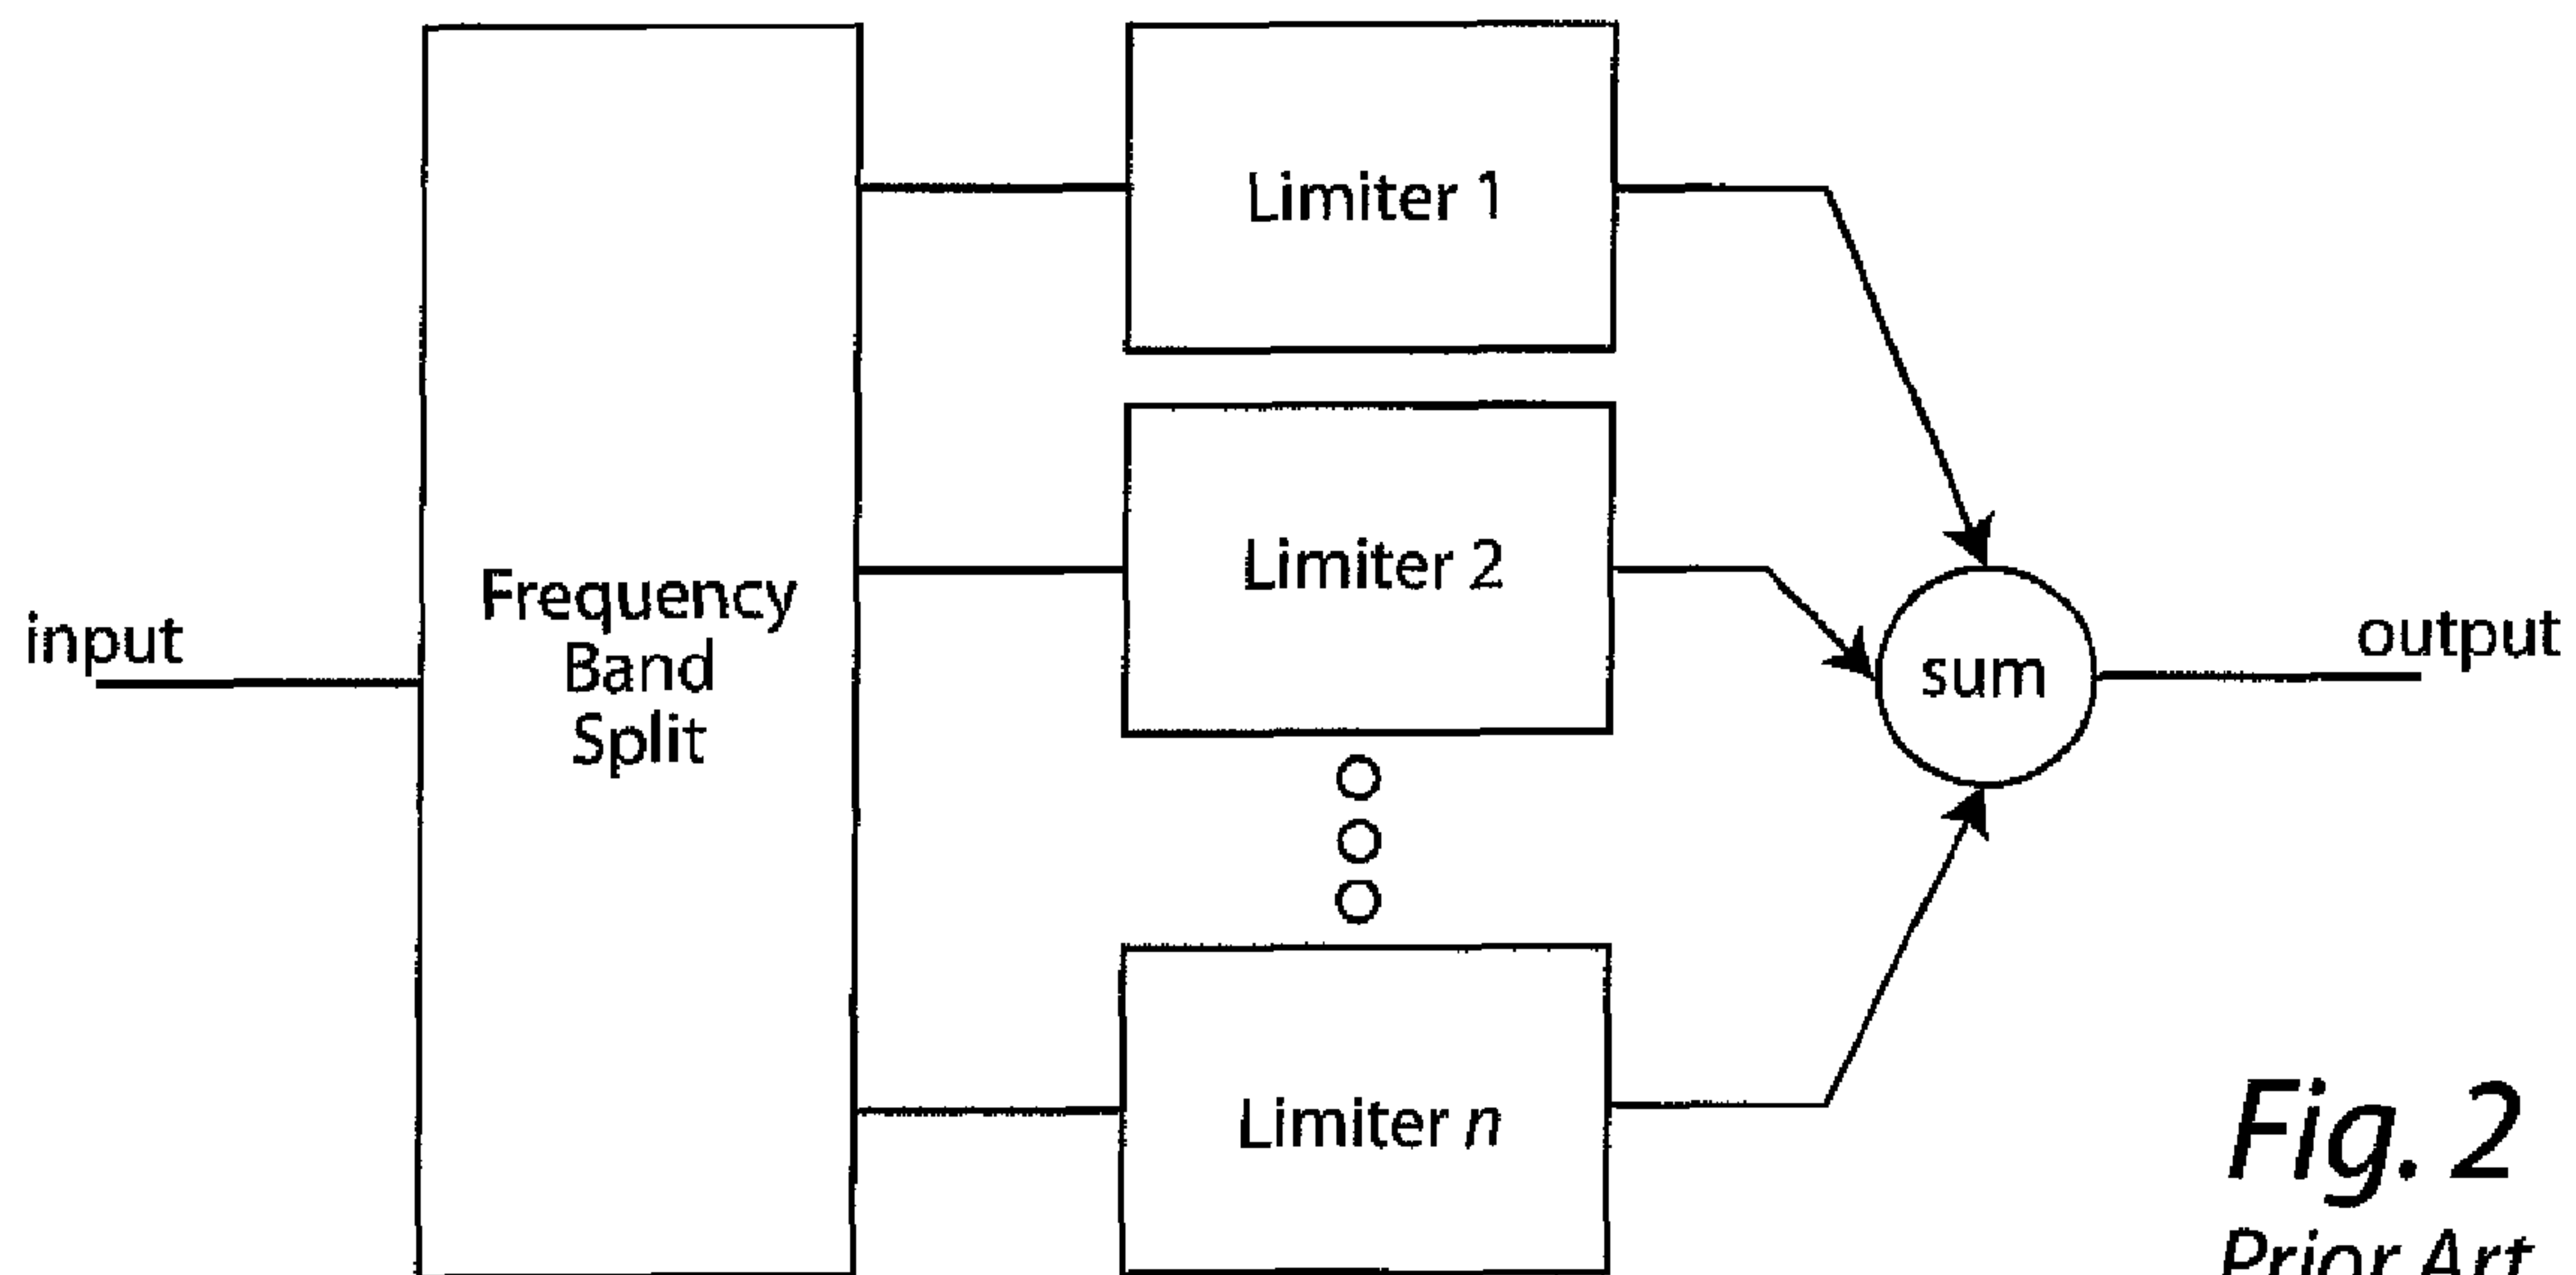 input
Frequency
Band
Split
Limiter 1
Limiter 2
Limiter n
sum
output
Fig. 2
Prior Art